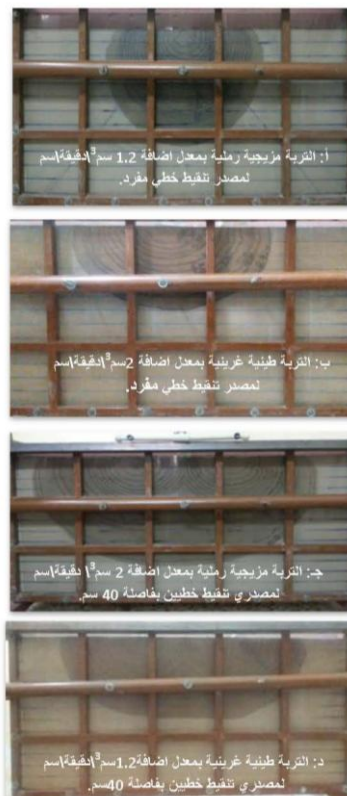 أ: التربة مزيجية رملية بمعدل اضافة 1.2 سم³\دقيقة\سم
لمصدر تنقيط خطي مفرد.
ب: التربة طينية غرينية بمعدل اضافة 2سم³\دقيقة\سم
لمصدر تنقيط خطي مفرد.
جـ: التربة مزيجية رملية بمعدل اضافة 2 سم³\ دقيقة\سم
لمصدري تنقيط خطيين بفاصلة 40 سم.
د: التربة طينية غرينية بمعدل اضافة1.2سم³\دقيقة\سم
لمصدري تنقيط خطيين بفاصلة 40سم.